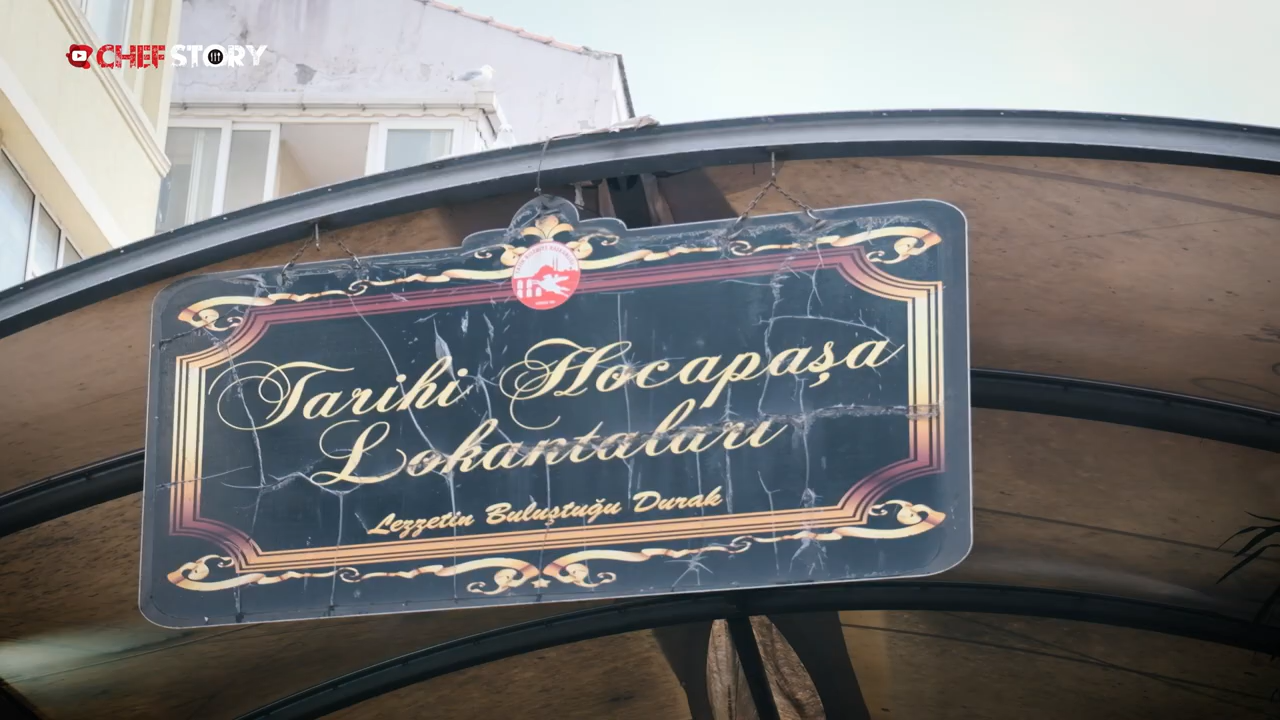 CHEF STORY
Tarihi Hocapaşa
Lokantaları
Lezzetin Buluştuğu Durak